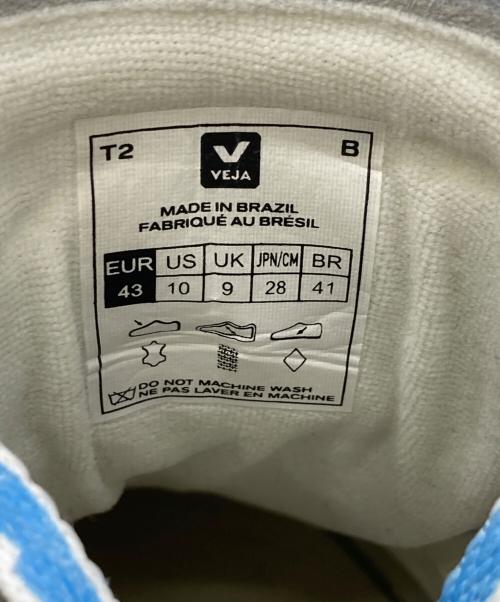 T2 B
V
VEJA
MADE IN BRAZIL
FABRIQUÉ AU BRÉSIL
EUR US UK JPN/CM BR
43 10 9 28 41
DO NOT MACHINE WASH
NE PAS LAVER EN MACHINE